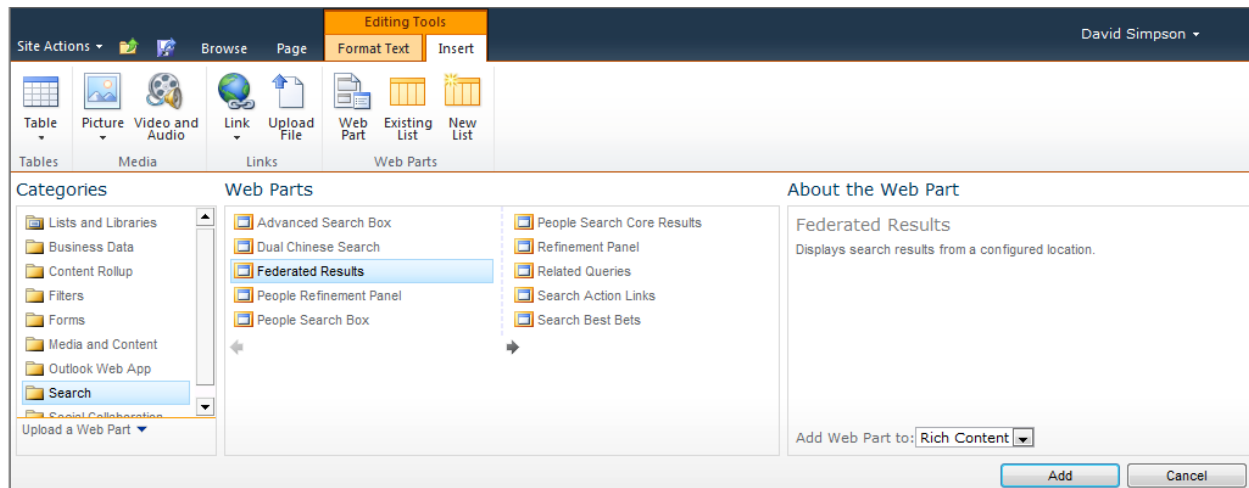 Editing Tools
Site Actions Browse Page Format Text Insert David Simpson
Table Picture Video and Audio Link Upload File Web Part Existing List New List
Tables Media Links Web Parts
Categories
Lists and Libraries
Business Data
Content Rollup
Filters
Forms
Media and Content
Outlook Web App
Search
Social Collaboration
Upload a Web Part
Web Parts
Advanced Search Box
Dual Chinese Search
Federated Results
People Refinement Panel
People Search Box
People Search Core Results
Refinement Panel
Related Queries
Search Action Links
Search Best Bets
About the Web Part
Federated Results
Displays search results from a configured location.
Add Web Part to: Rich Content
Add Cancel